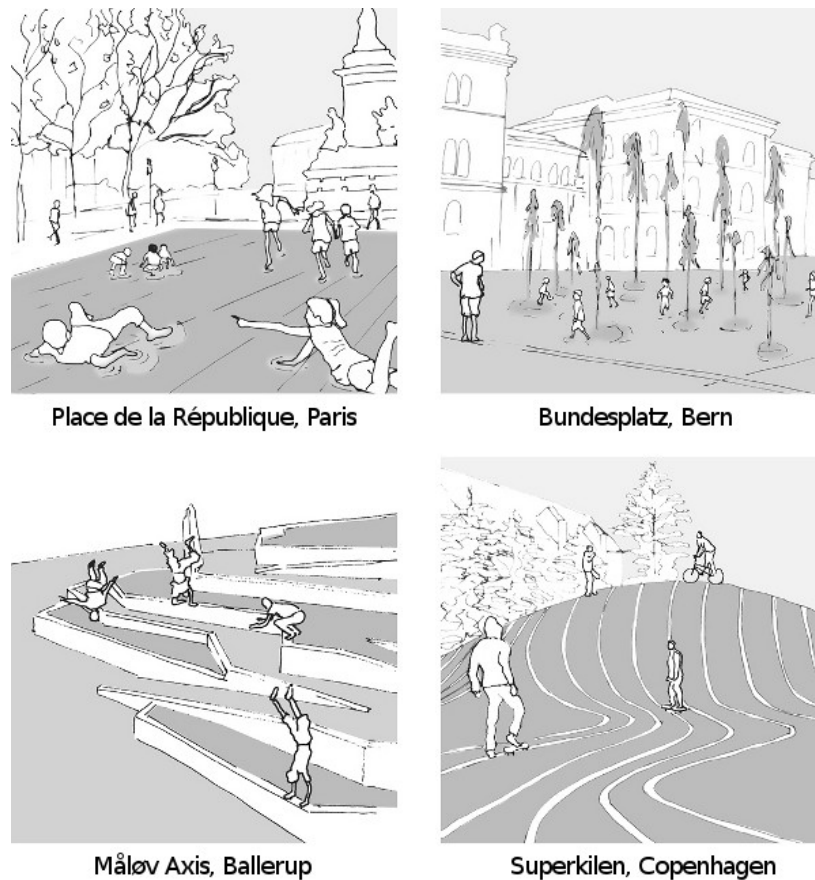 Place de la République, Paris
Bundesplatz, Bern
Måløv Axis, Ballerup
Superkilen, Copenhagen